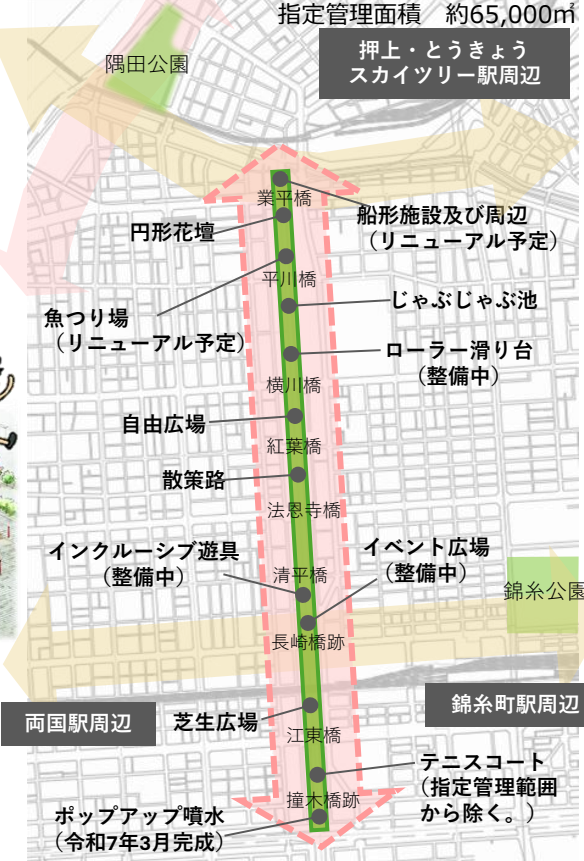 指定管理面積　約65,000㎡
隅田公園
押上・とうきょう
スカイツリー駅周辺
業平橋
船形施設及び周辺
（リニューアル予定）
円形花壇
平川橋
じゃぶじゃぶ池
魚つり場
（リニューアル予定）
ローラー滑り台
（整備中）
横川橋
自由広場
紅葉橋
散策路
法恩寺橋
インクルーシブ遊具
（整備中）
イベント広場
（整備中）
清平橋
錦糸公園
長崎橋跡
両国駅周辺
芝生広場
錦糸町駅周辺
江東橋
テニスコート
（指定管理範囲
から除く。）
撞木橋跡
ポップアップ噴水
（令和7年3月完成）